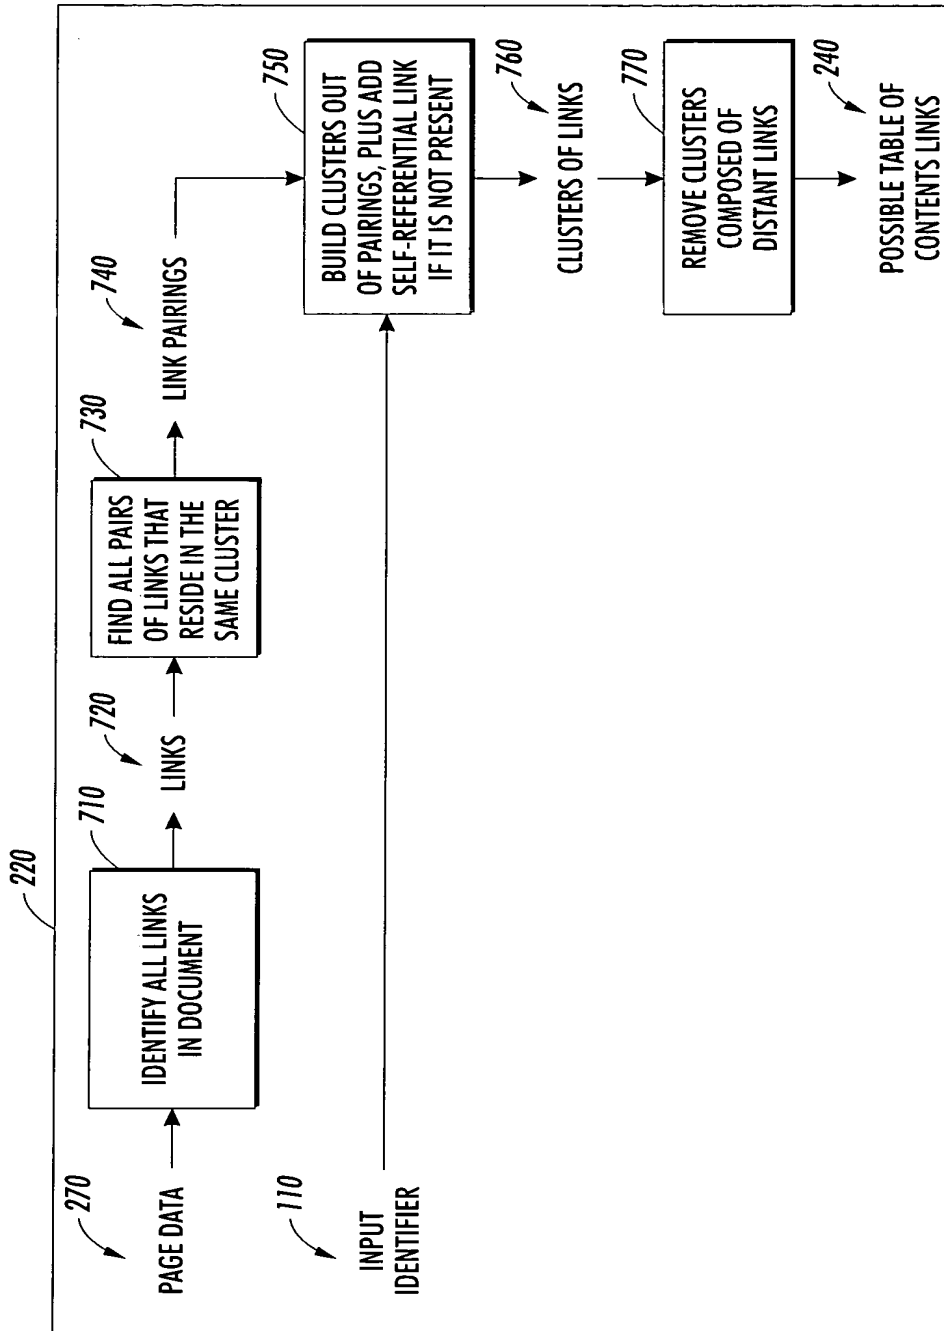 220
270
PAGE DATA
710
IDENTIFY ALL LINKS
IN DOCUMENT
720
LINKS
730
FIND ALL PAIRS
OF LINKS THAT
RESIDE IN THE
SAME CLUSTER
740
LINK PAIRINGS
110
INPUT
IDENTIFIER
750
BUILD CLUSTERS OUT
OF PAIRINGS, PLUS ADD
SELF-REFERENTIAL LINK
IF IT IS NOT PRESENT
760
CLUSTERS OF LINKS
770
REMOVE CLUSTERS
COMPOSED OF
DISTANT LINKS
240
POSSIBLE TABLE OF
CONTENTS LINKS